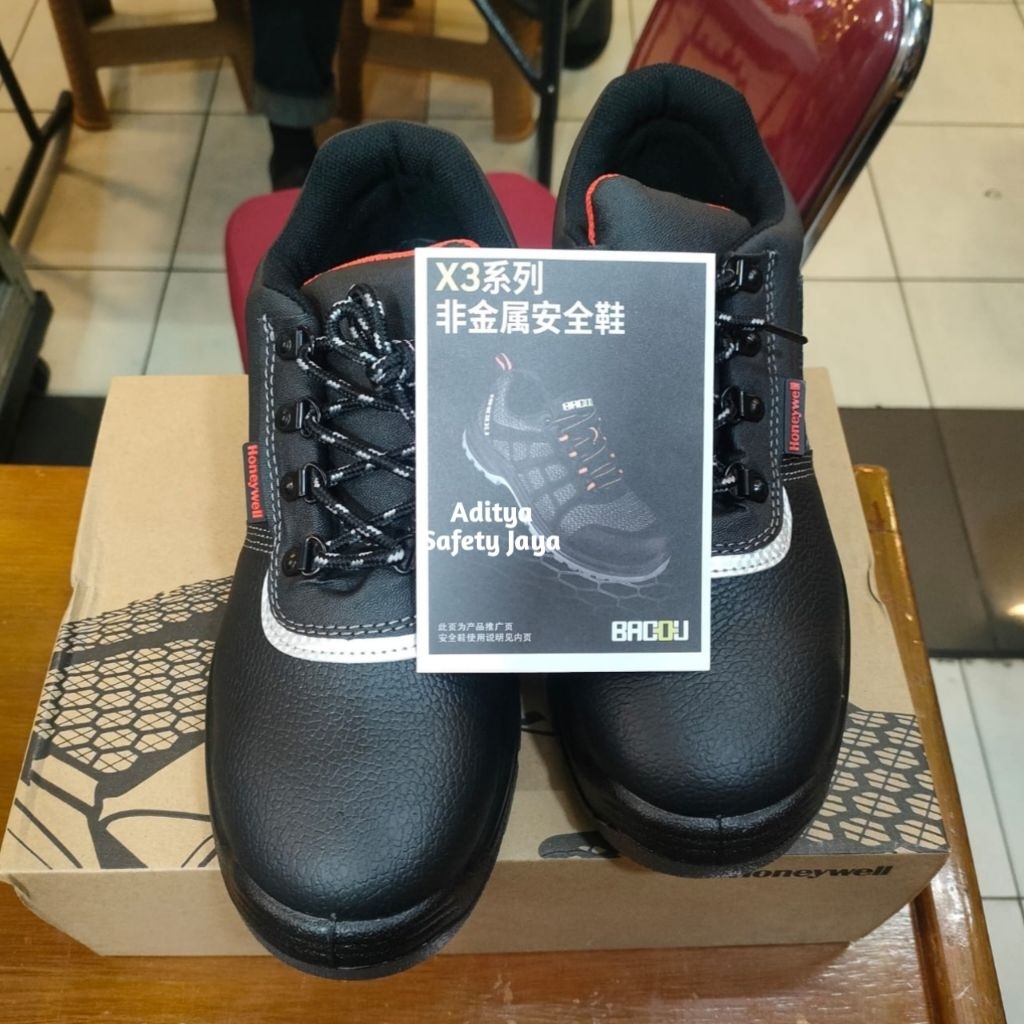 X3系列
非金属安全鞋
BACOU
Aditya
Safety Jaya
此页为产品推广页
安全鞋使用说明见内页
BACOU
Honeywell
Honeywell
Honeywell